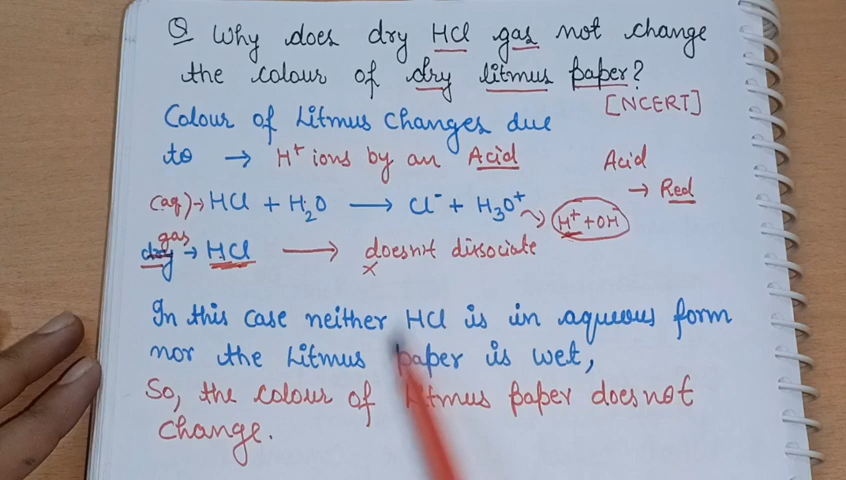 Q Why does dry HCl gas not change
the colour of dry litmus paper?
[NCERT]
Colour of Litmus changes due
to → H+ ions by an Acid
Acid
→ Red
(aq)→ HCl + H2O → Cl- + H3O+ → H+ + OH
gas
dry → HCl → doesn't dissociate
x
In this case neither HCl is in aqueous form
nor the Litmus paper is wet,
So, the colour of Litmus paper does not
change.